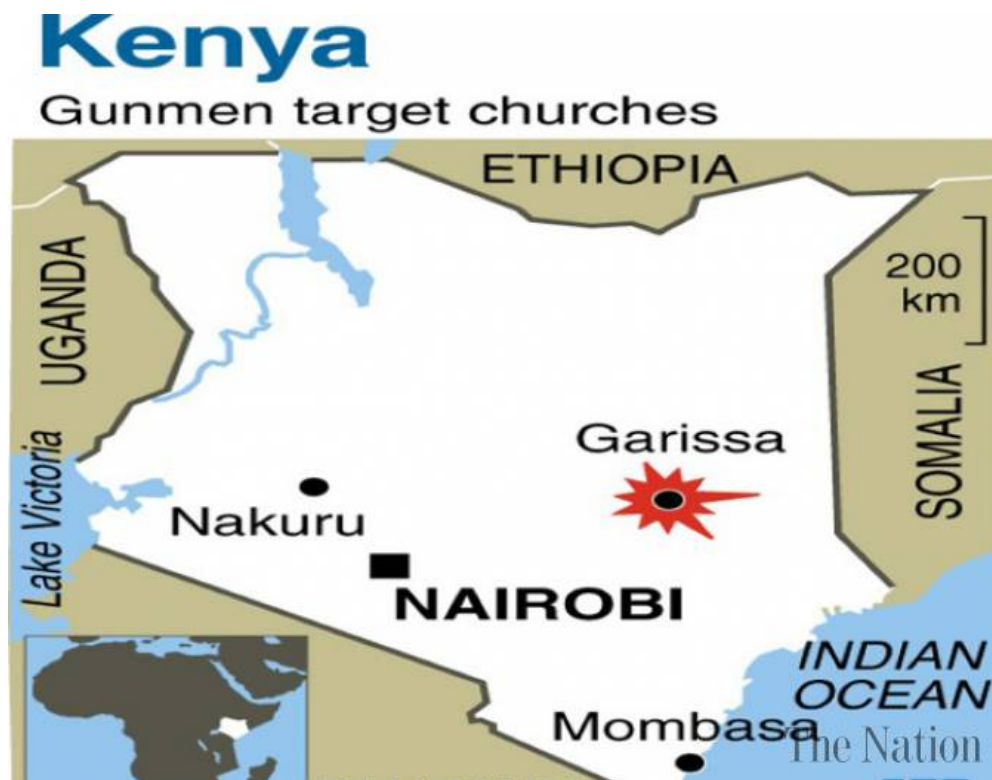 Kenya
Gunmen target churches
ETHIOPIA
UGANDA
200
km
SOMALIA
Garissa
Lake Victoria
Nakuru
NAIROBI
INDIAN
OCEAN
Mombasa
The Nation